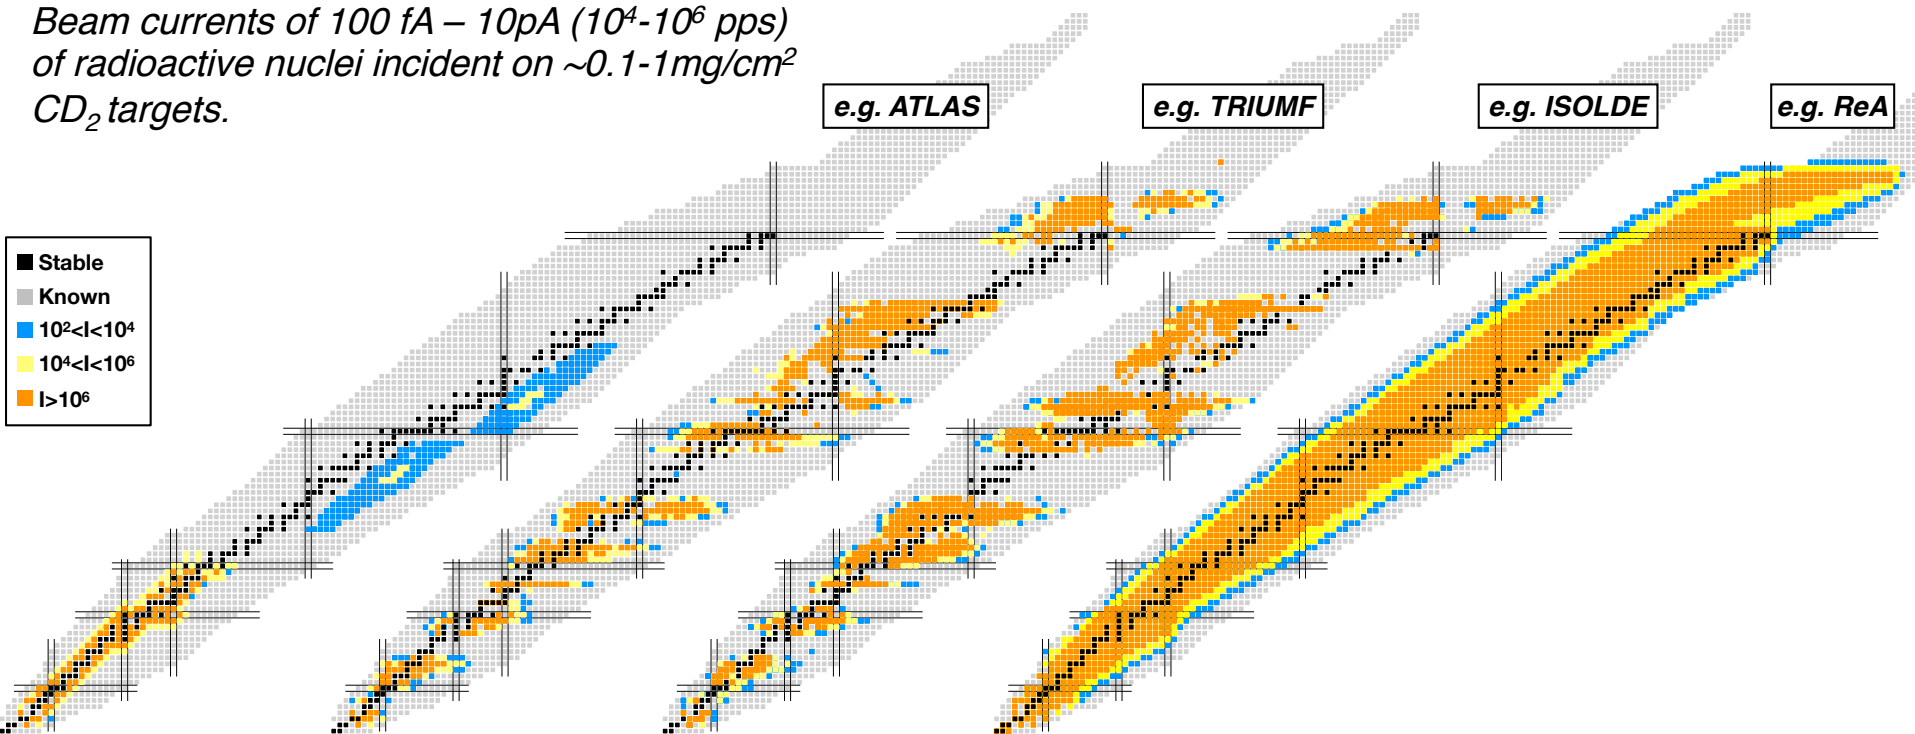 Beam currents of 100 fA – 10pA (10⁴-10⁶ pps)
of radioactive nuclei incident on ~0.1-1mg/cm²
CD₂ targets.
e.g. ATLAS
e.g. TRIUMF
e.g. ISOLDE
e.g. ReA
Stable
Known
10²<I<10⁴
10⁴<I<10⁶
I>10⁶